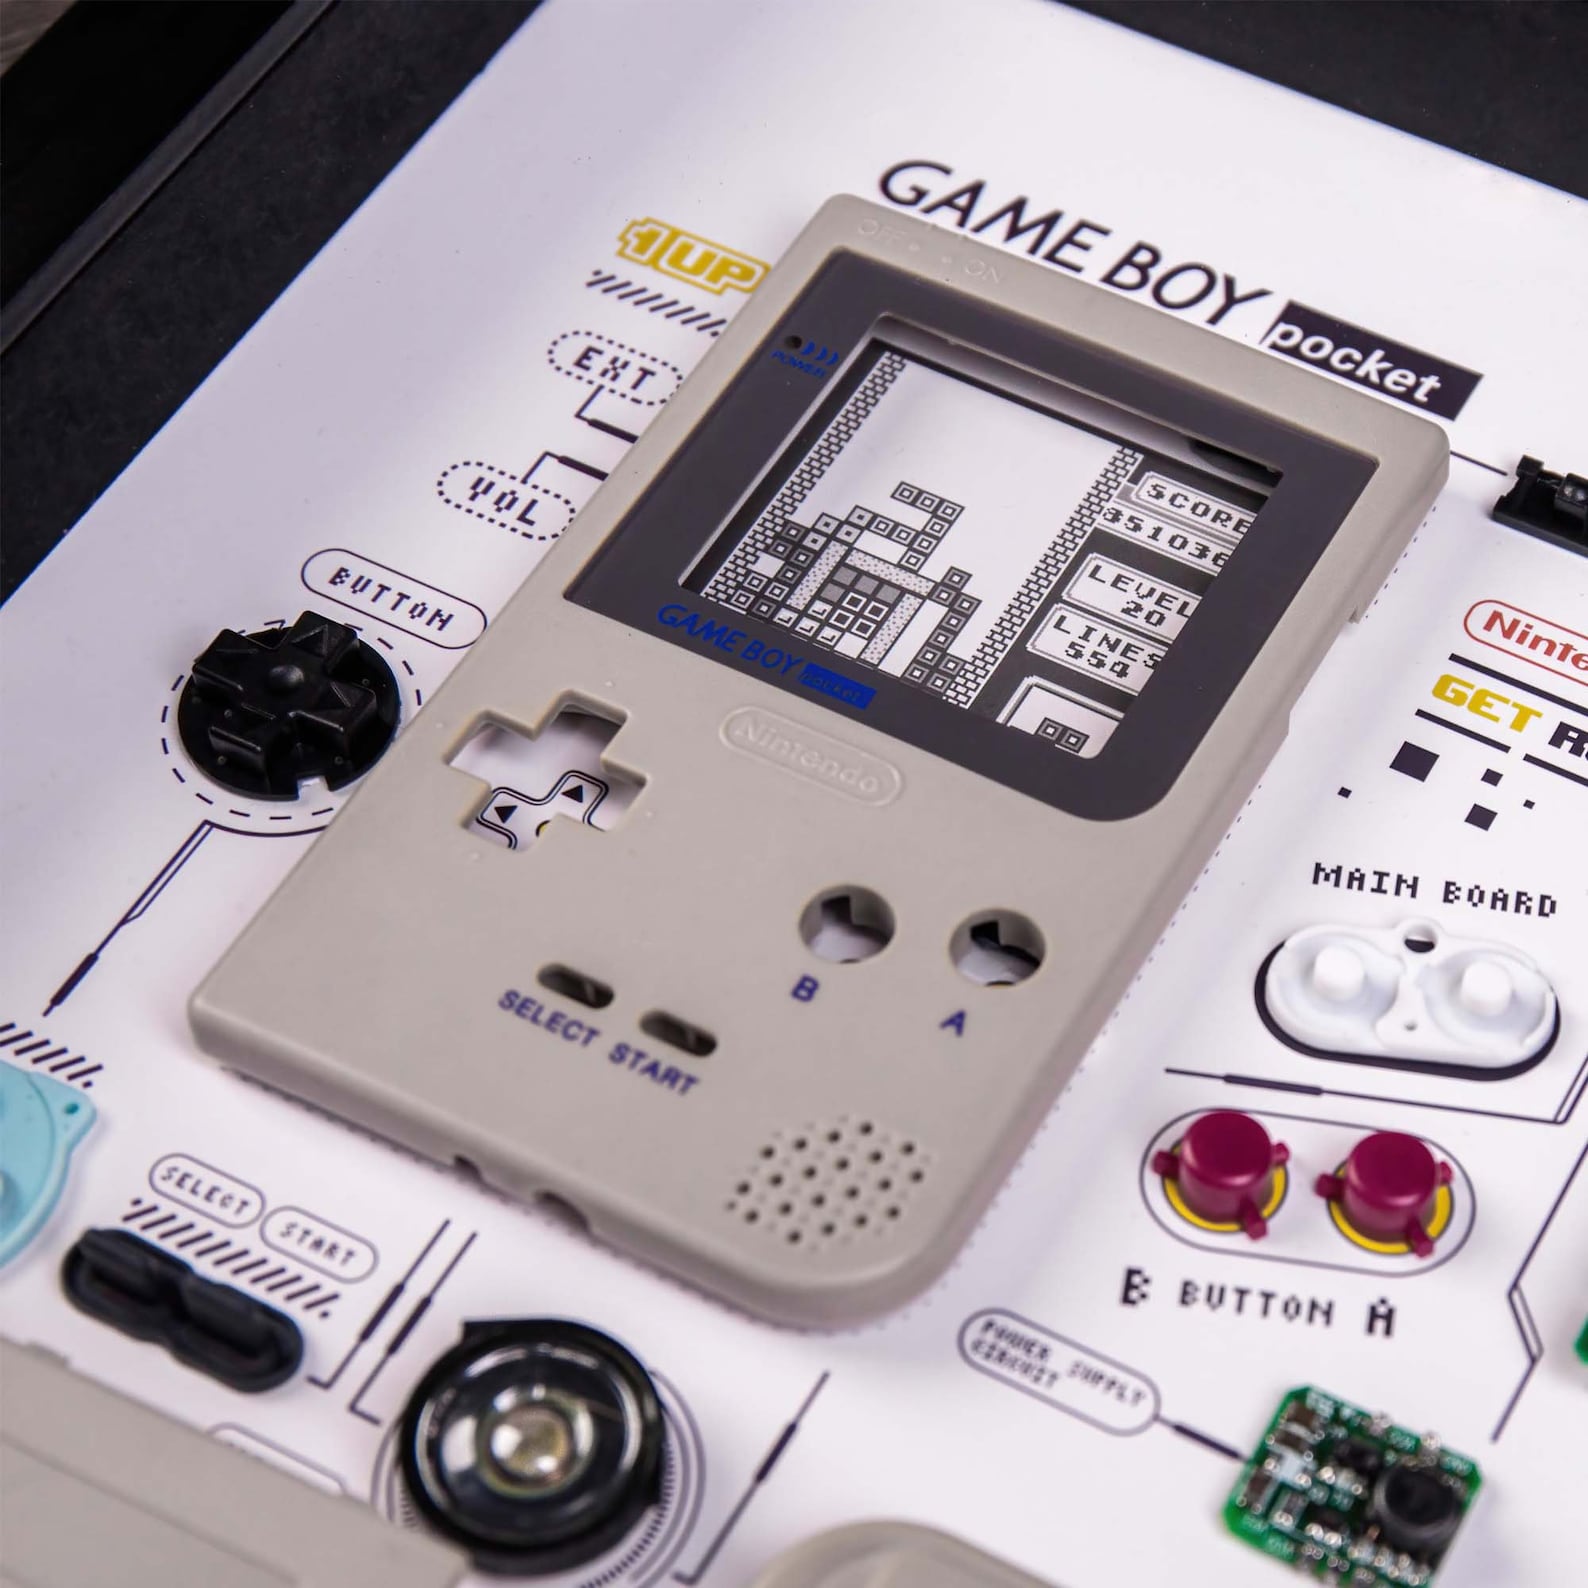 GAME BOY
pocket
OFF
ON
1UP
EXT
VOL
BUTTON
POWER
SCORE
351036
LEVEL
20
LINES
554
GAME BOY pocket
Nintendo
B
A
SELECT
START
GET
MAIN BOARD
B BUTTON A
SELECT
START
POWER SUPPLY
CIRCUIT